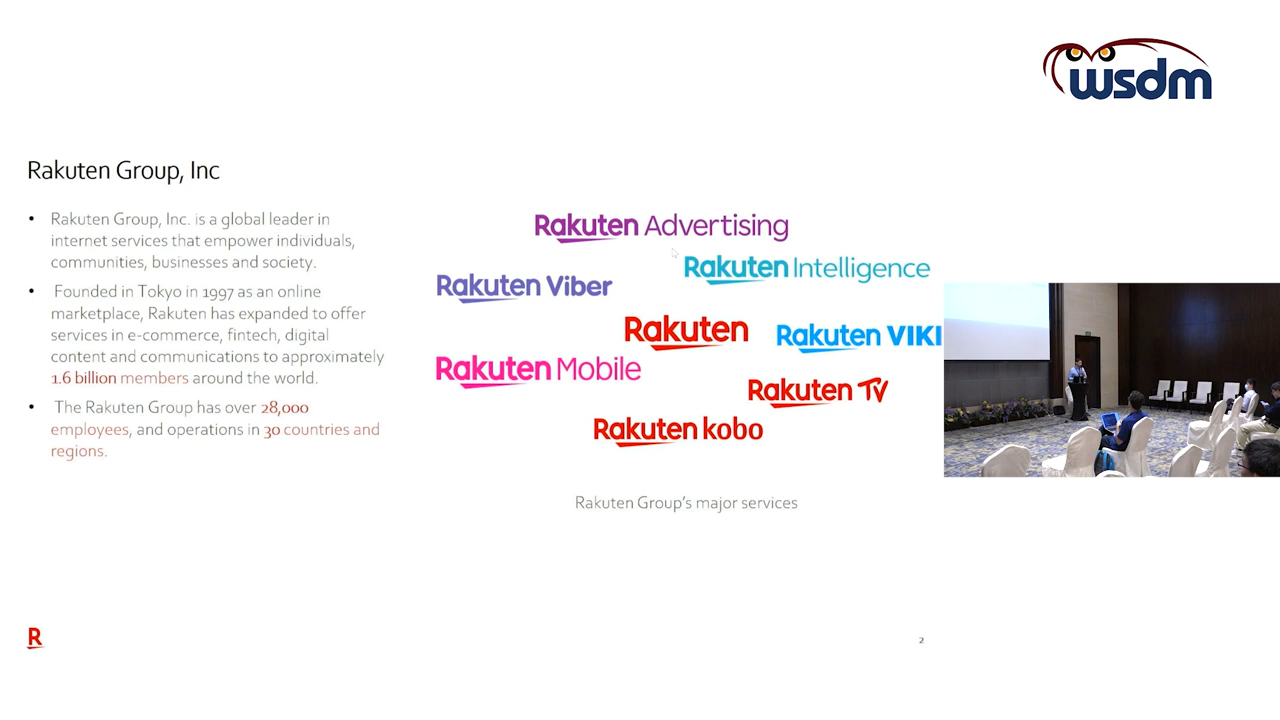 wsdm
Rakuten Group, Inc
• Rakuten Group, Inc. is a global leader in
internet services that empower individuals,
communities, businesses and society.
• Founded in Tokyo in 1997 as an online
marketplace, Rakuten has expanded to offer
services in e-commerce, fintech, digital
content and communications to approximately
1.6 billion members around the world.
• The Rakuten Group has over 28,000
employees, and operations in 30 countries and
regions.
Rakuten Advertising
Rakuten Intelligence
Rakuten Viber
Rakuten
Rakuten VIKI
Rakuten Mobile
Rakuten TV
Rakuten kobo
Rakuten Group's major services
R
2